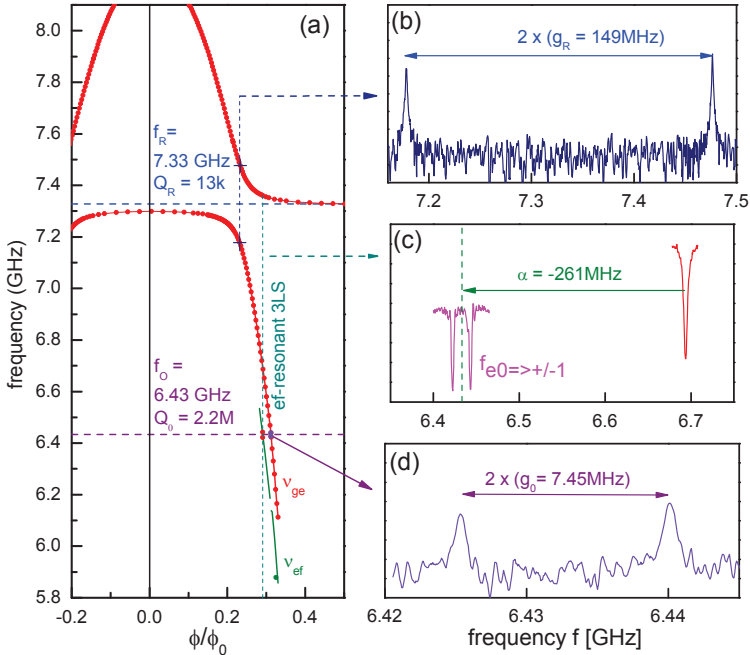 (a)
8.0
7.8
7.6
7.4
7.2
7.0
6.8
6.6
6.4
6.2
6.0
5.8
-0.2
0.0
0.2
0.4
frequency (GHz)
ϕ/ϕ₀
f_R =
7.33 GHz
Q_R = 13k
f_O =
6.43 GHz
Q_0 = 2.2M
ef-resonant 3LS
ν_ge
ν_ef
(b)
2 x (g_R = 149MHz)
7.2
7.3
7.4
7.5
(c)
α = -261MHz
f_e0=>+/-1
6.4
6.5
6.6
6.7
(d)
2 x (g_0= 7.45MHz)
6.42
6.43
6.44
frequency f [GHz]